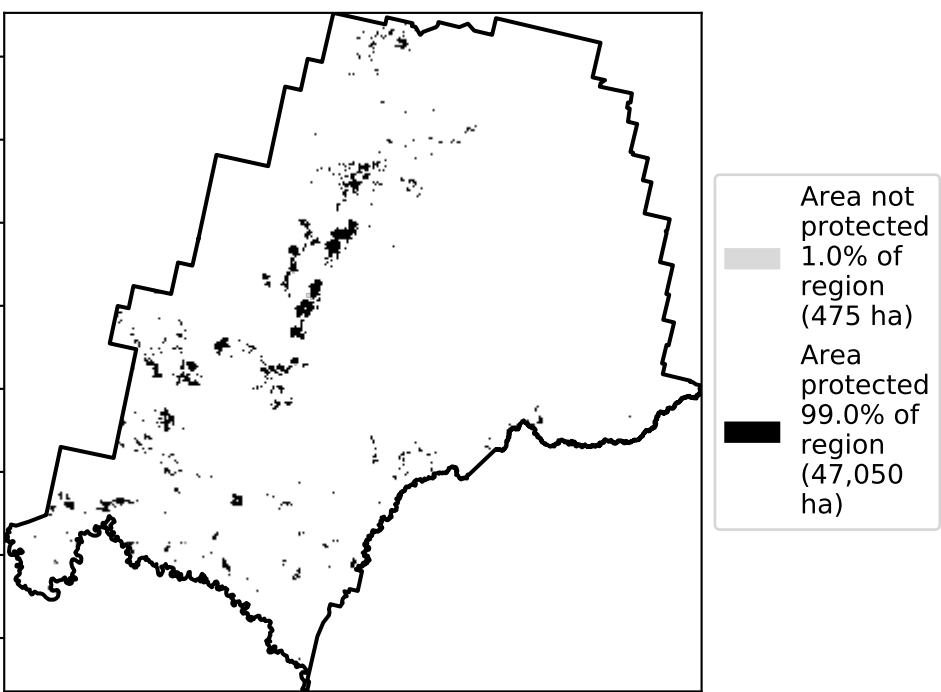 Area not
protected
1.0% of
region
(475 ha)
Area
protected
99.0% of
region
(47,050
ha)